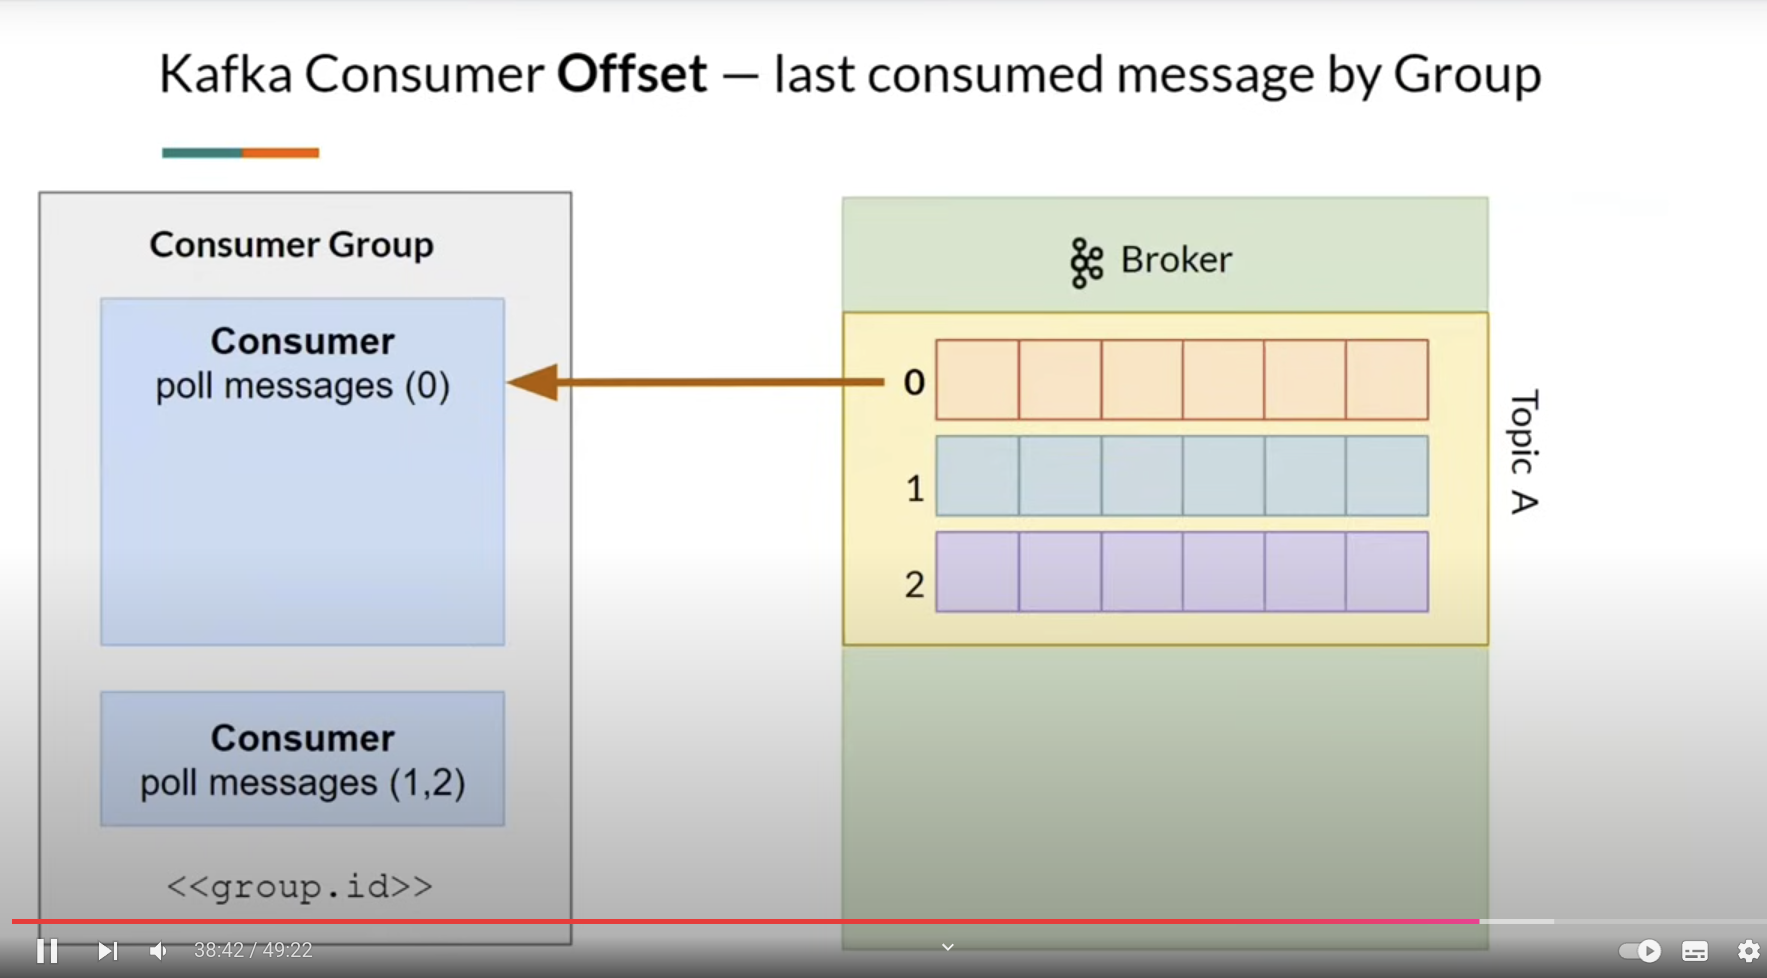 Kafka Consumer Offset — last consumed message by Group
Consumer Group
Consumer
poll messages (0)
Consumer
poll messages (1,2)
<<group.id>>
Broker
0
1
2
Topic A
38:42 / 49:22